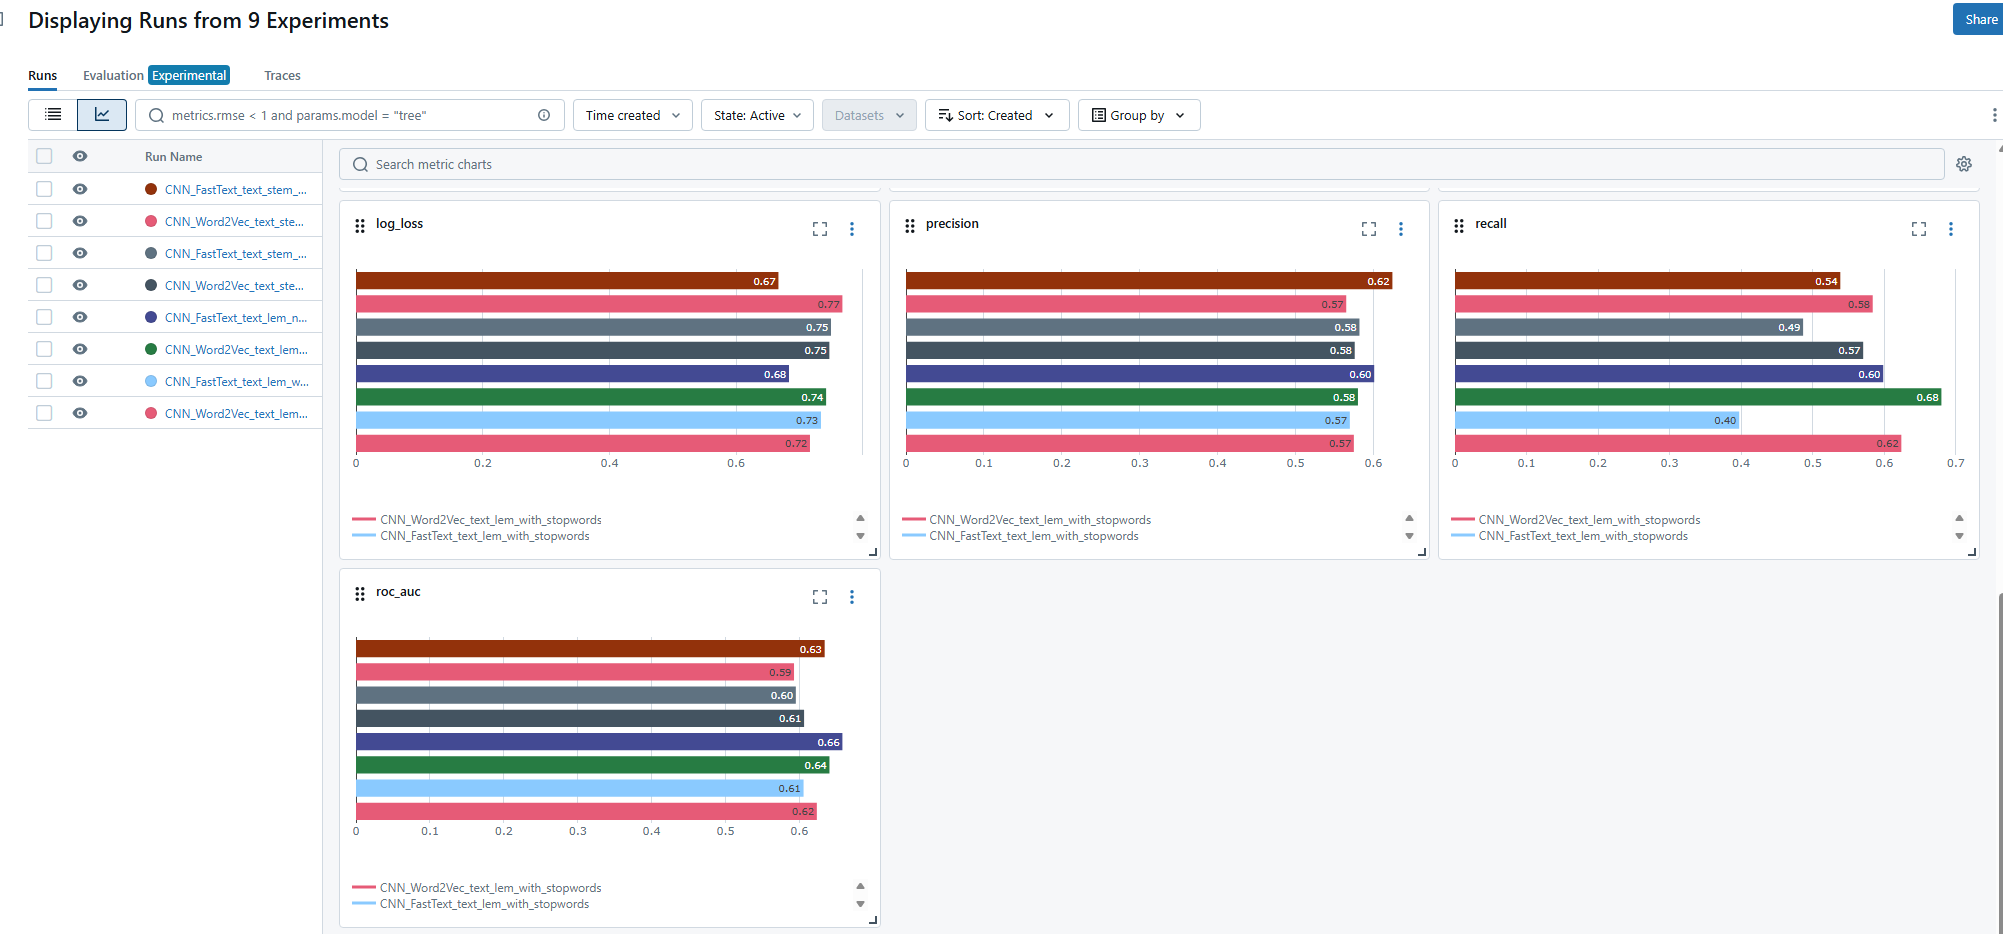 Displaying Runs from 9 Experiments
Share
Runs Evaluation Experimental Traces
metrics.rmse < 1 and params.model = "tree" Time created State: Active Datasets Sort: Created Group by
Run Name
CNN_FastText_text_stem_...
CNN_Word2Vec_text_ste...
CNN_FastText_text_stem_...
CNN_Word2Vec_text_ste...
CNN_FastText_text_lem_n...
CNN_Word2Vec_text_lem...
CNN_FastText_text_lem_w...
CNN_Word2Vec_text_lem...
Search metric charts
log_loss
0.67
0.77
0.75
0.75
0.68
0.74
0.73
0.72
0 0.2 0.4 0.6
CNN_Word2Vec_text_lem_with_stopwords
CNN_FastText_text_lem_with_stopwords
precision
0.62
0.57
0.58
0.58
0.60
0.58
0.57
0.57
0 0.1 0.2 0.3 0.4 0.5 0.6
CNN_Word2Vec_text_lem_with_stopwords
CNN_FastText_text_lem_with_stopwords
recall
0.54
0.58
0.49
0.57
0.60
0.68
0.40
0.62
0 0.1 0.2 0.3 0.4 0.5 0.6 0.7
CNN_Word2Vec_text_lem_with_stopwords
CNN_FastText_text_lem_with_stopwords
roc_auc
0.63
0.59
0.60
0.61
0.66
0.64
0.61
0.62
0 0.1 0.2 0.3 0.4 0.5 0.6
CNN_Word2Vec_text_lem_with_stopwords
CNN_FastText_text_lem_with_stopwords